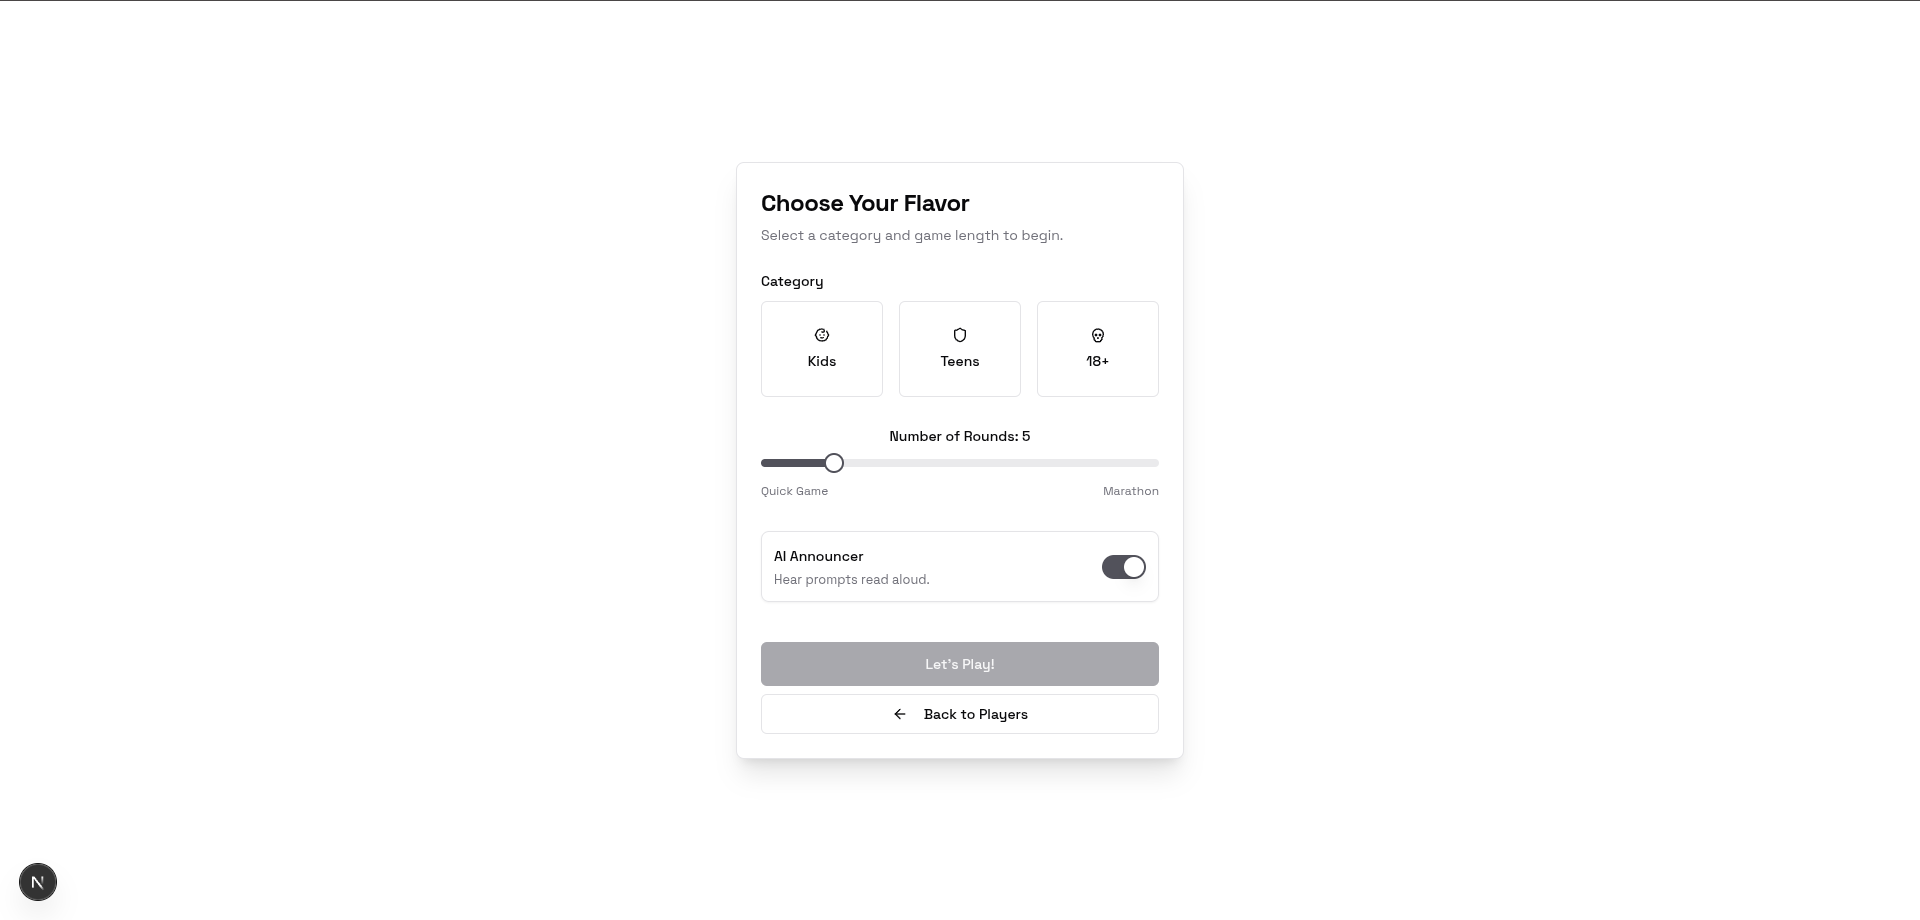 Choose Your Flavor
Select a category and game length to begin.
Category
Kids
Teens
18+
Number of Rounds: 5
Quick Game
Marathon
AI Announcer
Hear prompts read aloud.
Let's Play!
Back to Players
N